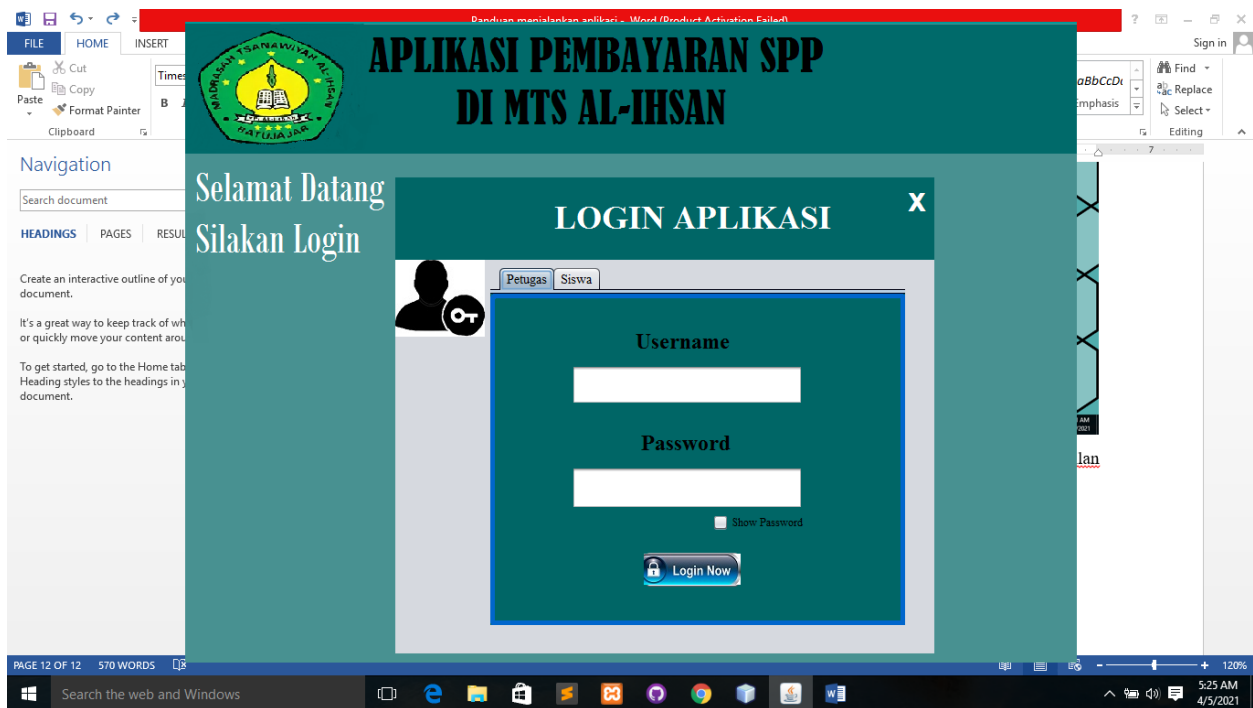 Panduan menjalankan aplikasi - Word (Product Activation Failed)
?
FILE
HOME
INSERT
Sign in
Cut
Copy
Format Painter
Paste
Clipboard
Times
B
Emphasis
Find
Replace
Select
Editing
7
MADRASAH TSANAWIYAH AL-IHSAN
BATUJAJAR
APLIKASI PEMBAYARAN SPP
DI MTS AL-IHSAN
Navigation
Search document
HEADINGS
PAGES
RESUL
Create an interactive outline of you
document.
It's a great way to keep track of wh
or quickly move your content arou
To get started, go to the Home tab
Heading styles to the headings in y
document.
Selamat Datang
Silakan Login
LOGIN APLIKASI
X
Petugas
Siswa
Username
Password
Show Password
Login Now
AM
/2021
lan
PAGE 12 OF 12
570 WORDS
120%
Search the web and Windows
5:25 AM
4/5/2021